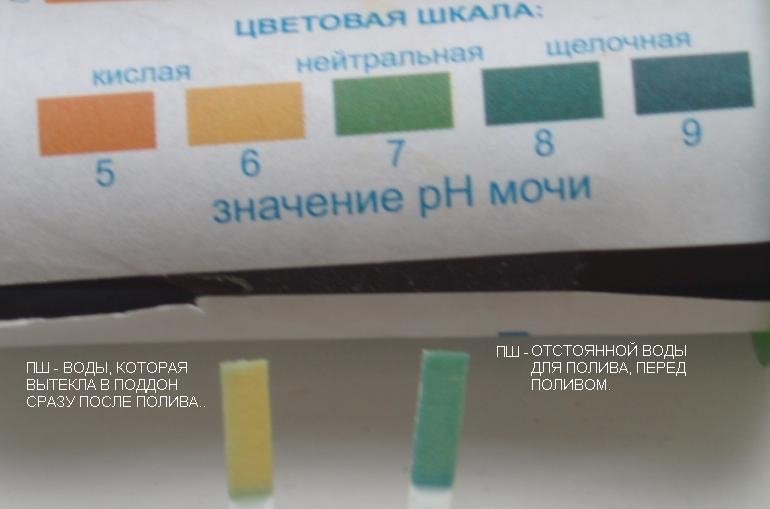 ЦВЕТОВАЯ ШКАЛА:
кислая нейтральная щелочная
5 6 7 8 9
значение pH мочи
ПШ - ВОДЫ, КОТОРАЯ
ВЫТЕКЛА В ПОДДОН
СРАЗУ ПОСЛЕ ПОЛИВА..
ПШ - ОТСТОЯННОЙ ВОДЫ
ДЛЯ ПОЛИВА, ПЕРЕД
ПОЛИВОМ.